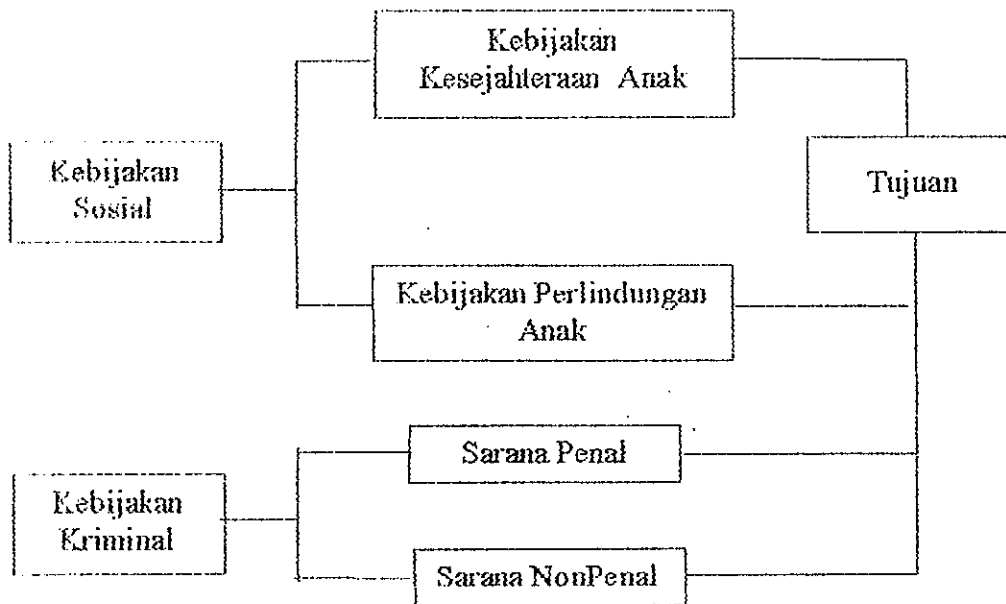 Kebijakan
Kesejahteraan Anak
Kebijakan
Sosial
Tujuan
Kebijakan Perlindungan
Anak
Sarana Penal
Kebijakan
Kriminal
Sarana NonPenal